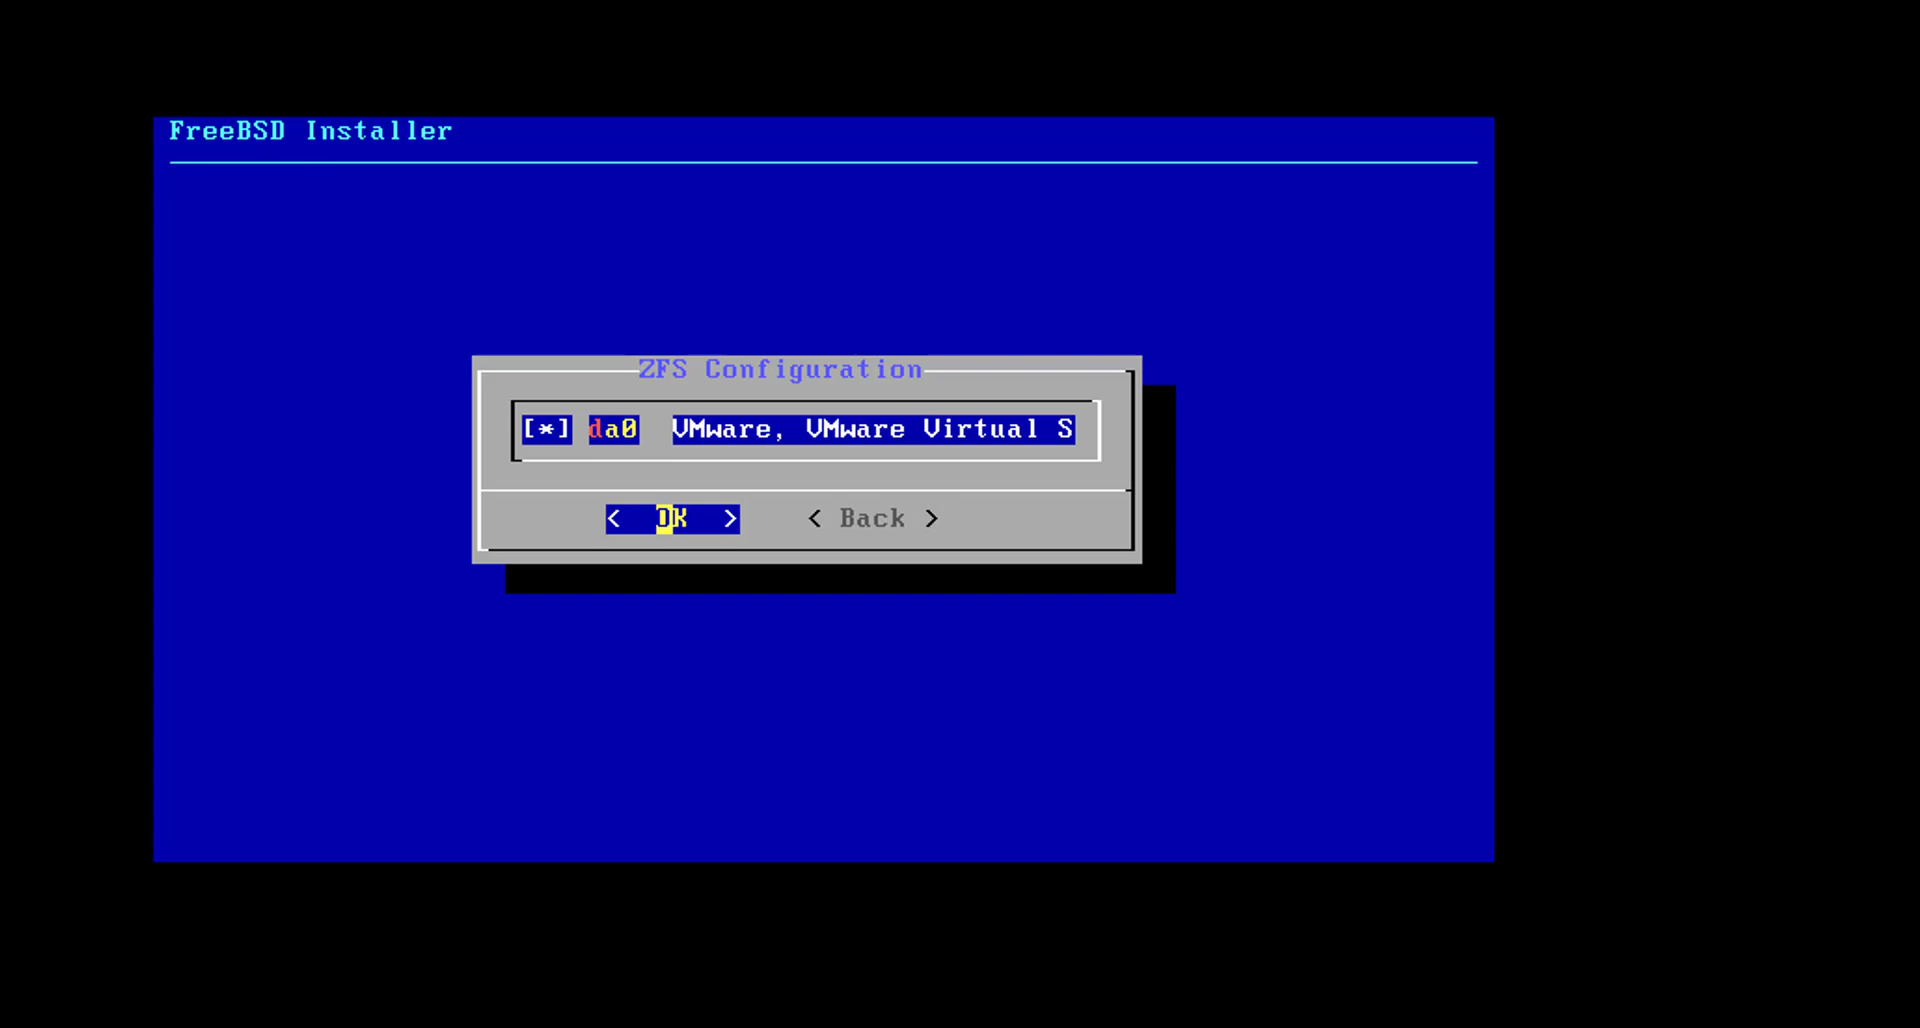 FreeBSD Installer
ZFS Configuration
[*] da0 VMware, VMware Virtual S
< OK > < Back >